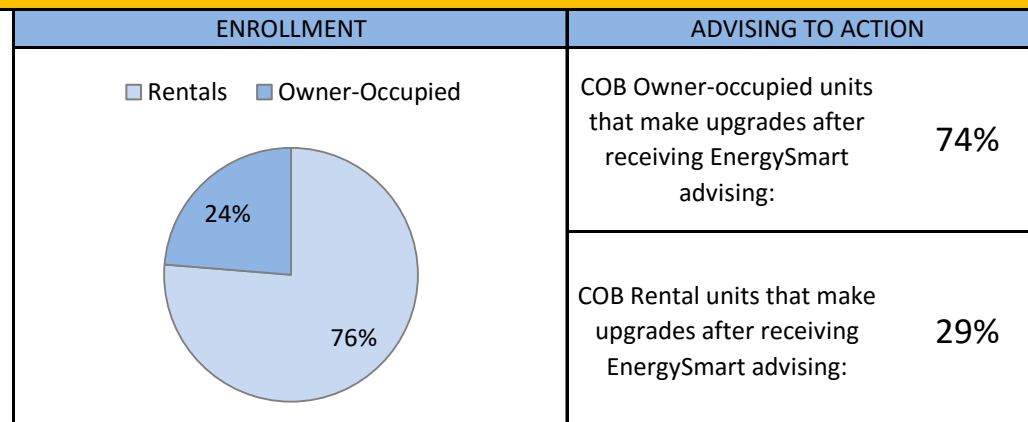 ENROLLMENT
Rentals Owner-Occupied
24%
76%
ADVISING TO ACTION
COB Owner-occupied units
that make upgrades after
receiving EnergySmart
advising:
74%
COB Rental units that make
upgrades after receiving
EnergySmart advising:
29%